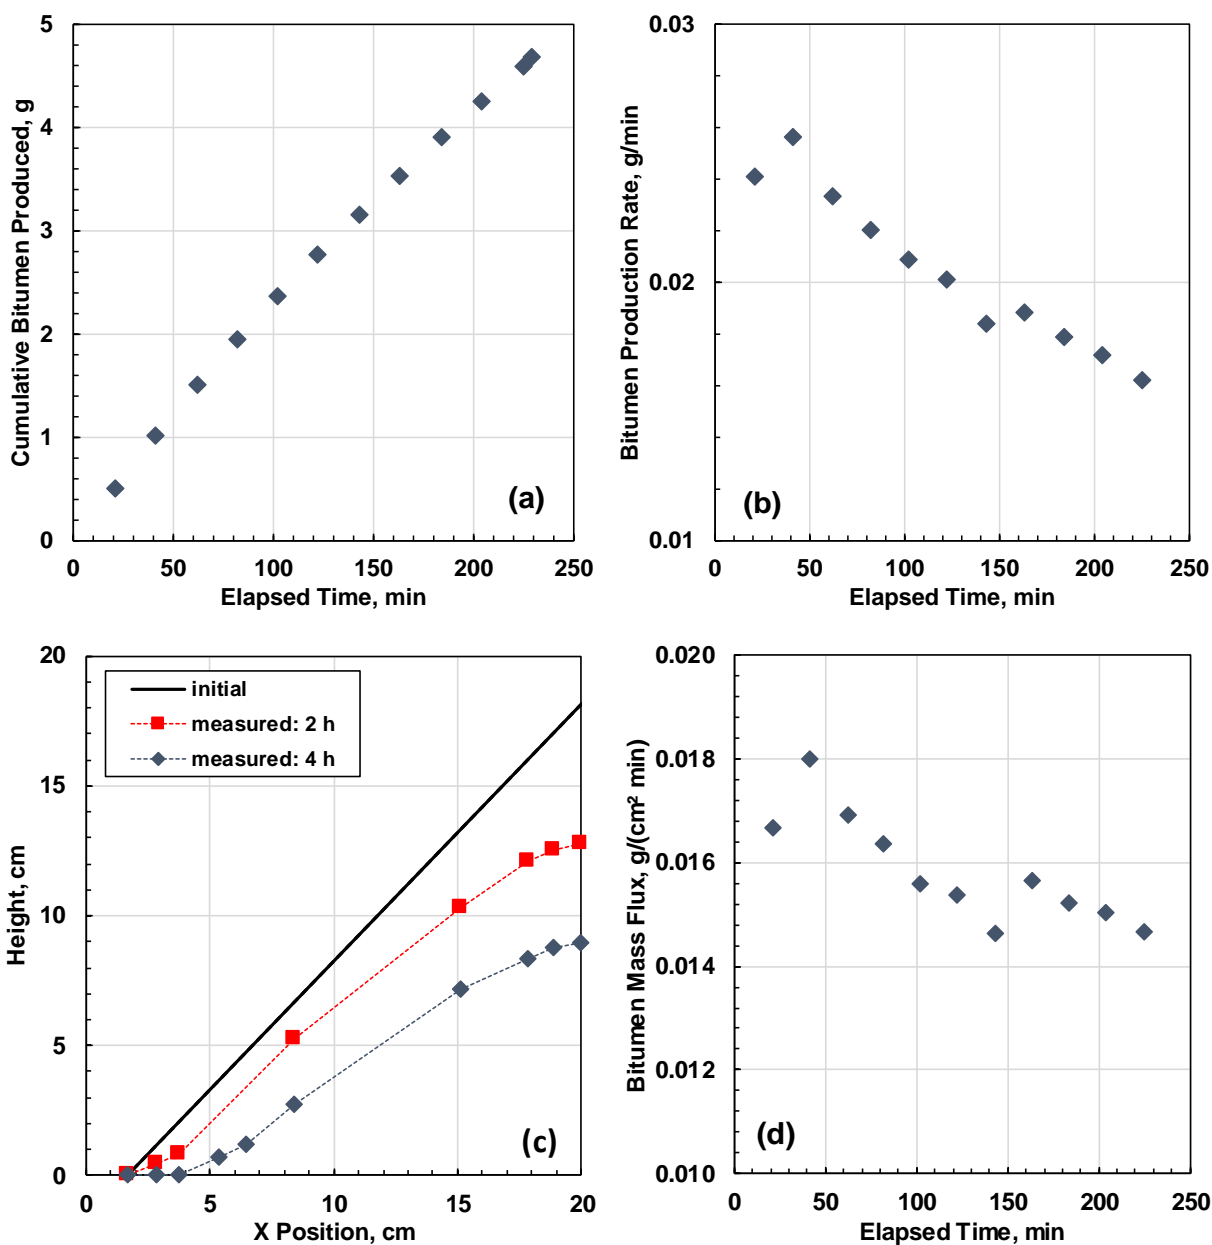 5
4
3
2
1
0
Cumulative Bitumen Produced, g
(a)
0 50 100 150 200 250
Elapsed Time, min
0.03
0.02
0.01
Bitumen Production Rate, g/min
(b)
0 50 100 150 200 250
Elapsed Time, min
20
15
10
5
0
Height, cm
initial
measured: 2 h
measured: 4 h
(c)
0 5 10 15 20
X Position, cm
0.020
0.018
0.016
0.014
0.012
0.010
Bitumen Mass Flux, g/(cm² min)
(d)
0 50 100 150 200 250
Elapsed Time, min